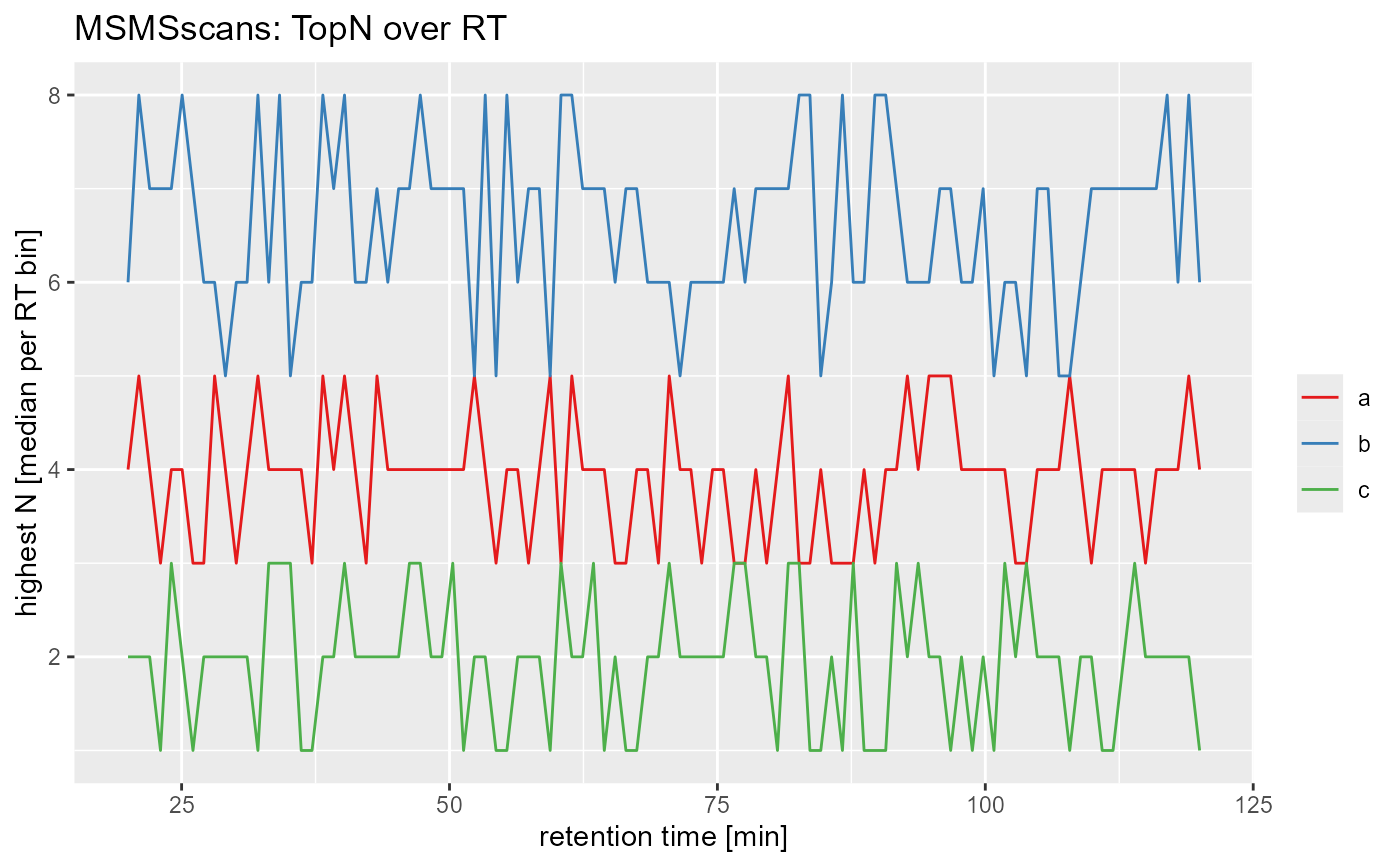 MSMSscans: TopN over RT
highest N [median per RT bin]
8
6
4
2
25
50
75
100
125
retention time [min]
a
b
c